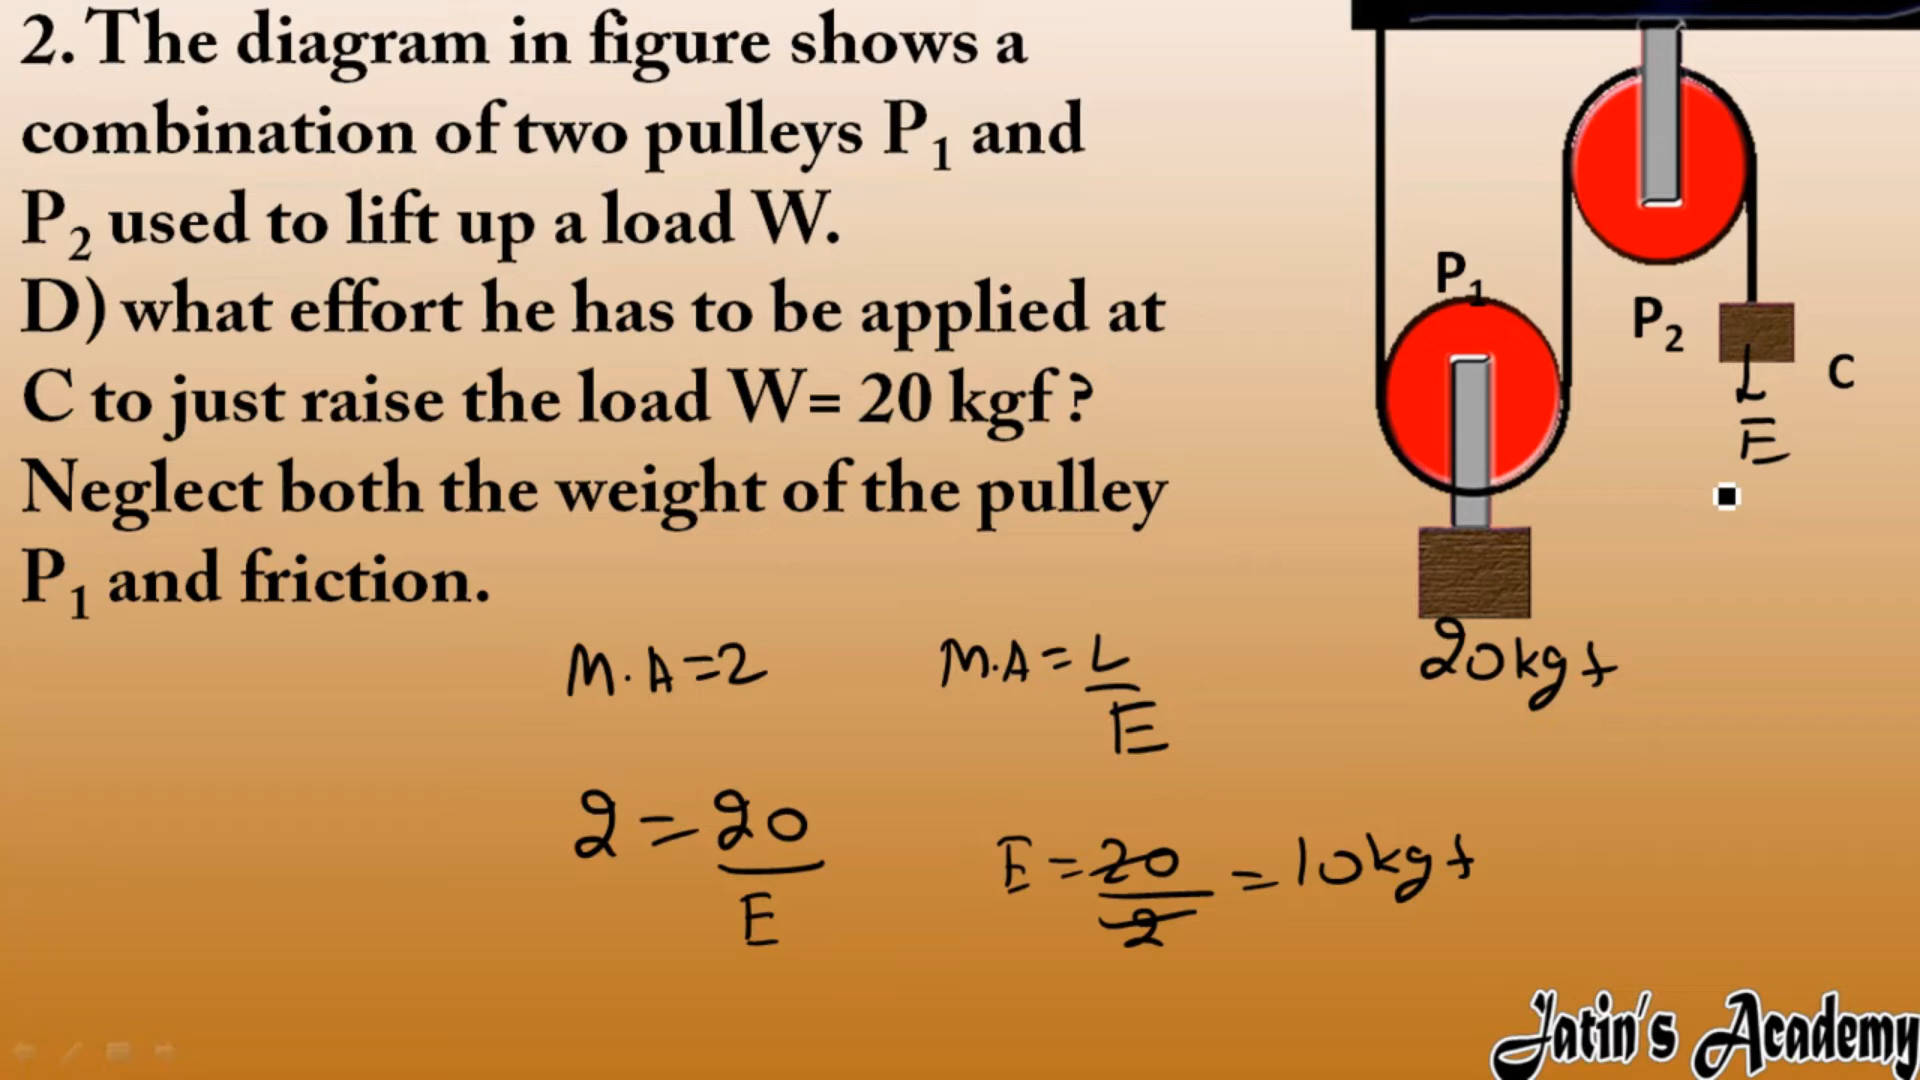 2. The diagram in figure shows a
combination of two pulleys P₁ and
P₂ used to lift up a load W.
D) what effort he has to be applied at
C to just raise the load W= 20 kgf ?
Neglect both the weight of the pulley
P₁ and friction.
P₁
P₂
C
E
20kgf
M.A=2
M.A=L/E
2=20/E
E=20/2=10kgf
Jatin's Academy